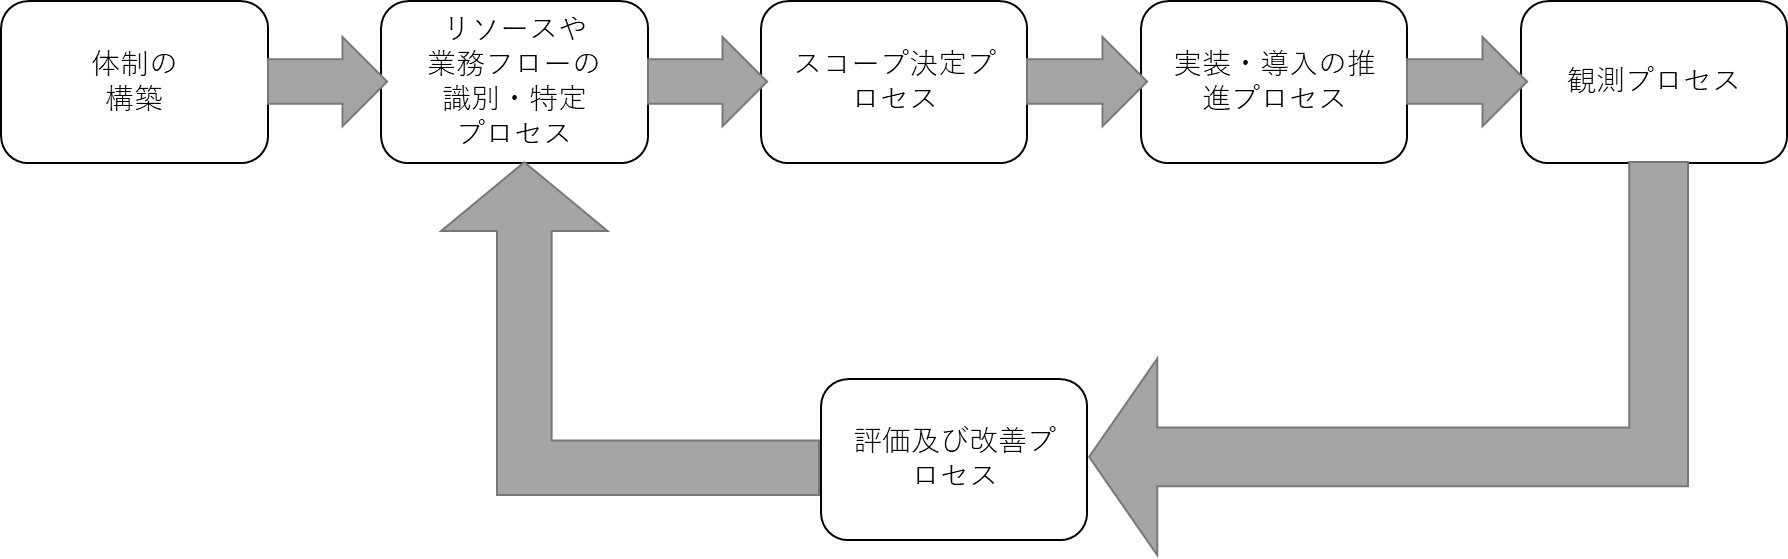 体制の
構築
リソースや
業務フローの
識別・特定
プロセス
スコープ決定プ
ロセス
実装・導入の推
進プロセス
観測プロセス
評価及び改善プ
ロセス